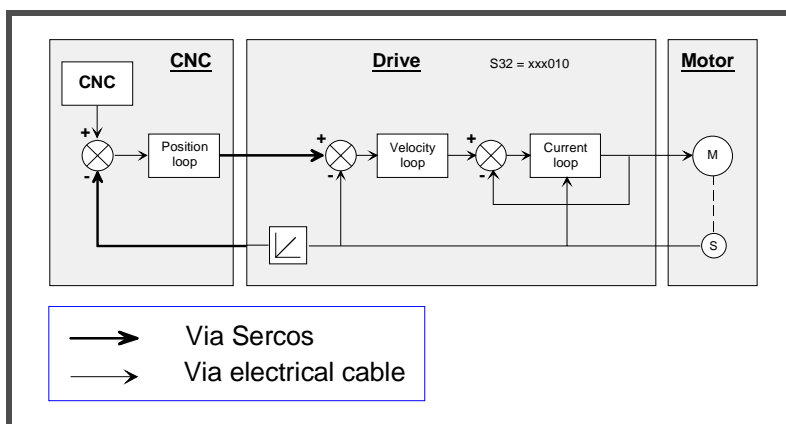 CNC
Drive
S32 = xxx010
Motor
CNC
+
-
Position
loop
+
-
Velocity
loop
+
-
Current
loop
M
S
Via Sercos
Via electrical cable